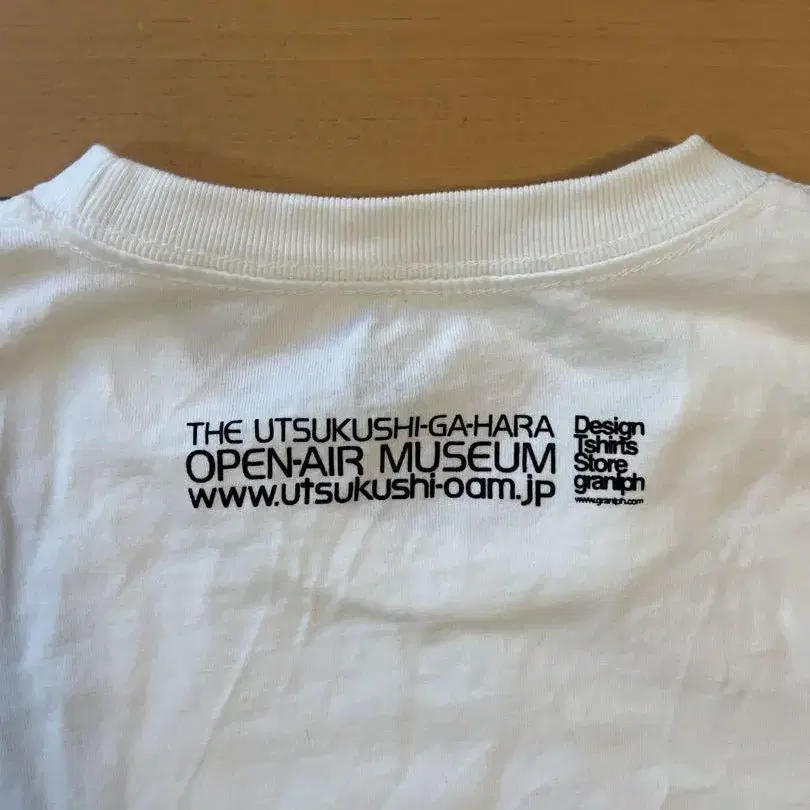 THE UTSUKUSHI-GA-HARA
OPEN-AIR MUSEUM
www.utsukushi-oam.jp
Design
Tshirts
Store
graniph
www.graniph.com